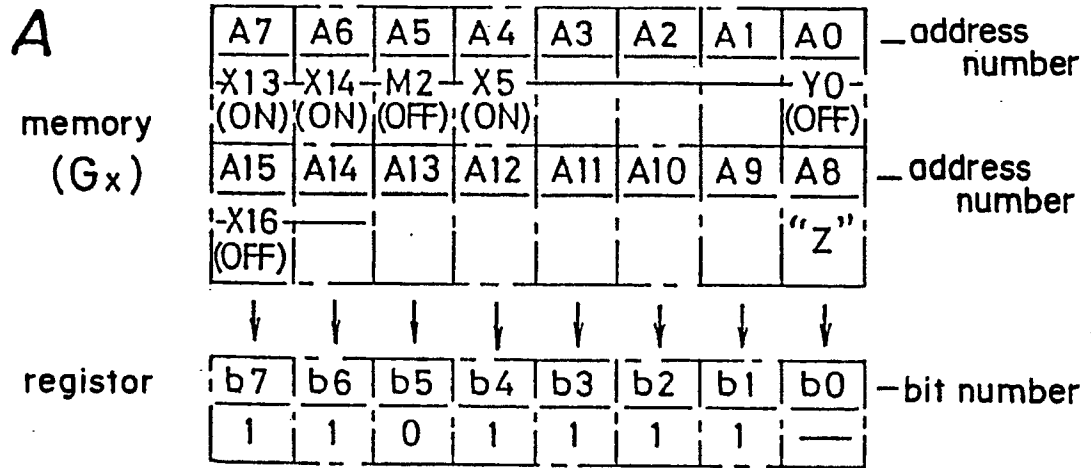 A
A7 A6 A5 A4 A3 A2 A1 A0 address number
X13 X14 M2 X5 Y0
(ON) (ON) (OFF) (ON) (OFF)
memory (Gx)
A15 A14 A13 A12 A11 A10 A9 A8 address number
X16 "Z"
(OFF)
registor b7 b6 b5 b4 b3 b2 b1 b0 bit number
1 1 0 1 1 1 1 —